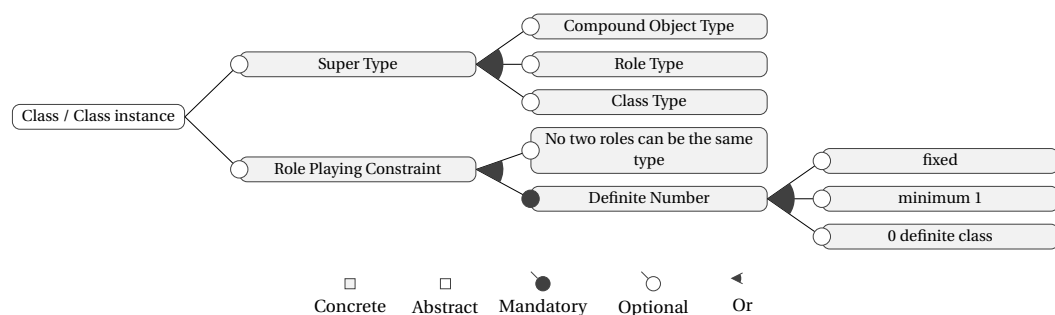 Compound Object Type
Super Type
Role Type
Class Type
Class / Class instance
No two roles can be the same
type
fixed
Role Playing Constraint
Definite Number
minimum 1
0 definite class
Concrete
Abstract
Mandatory
Optional
Or